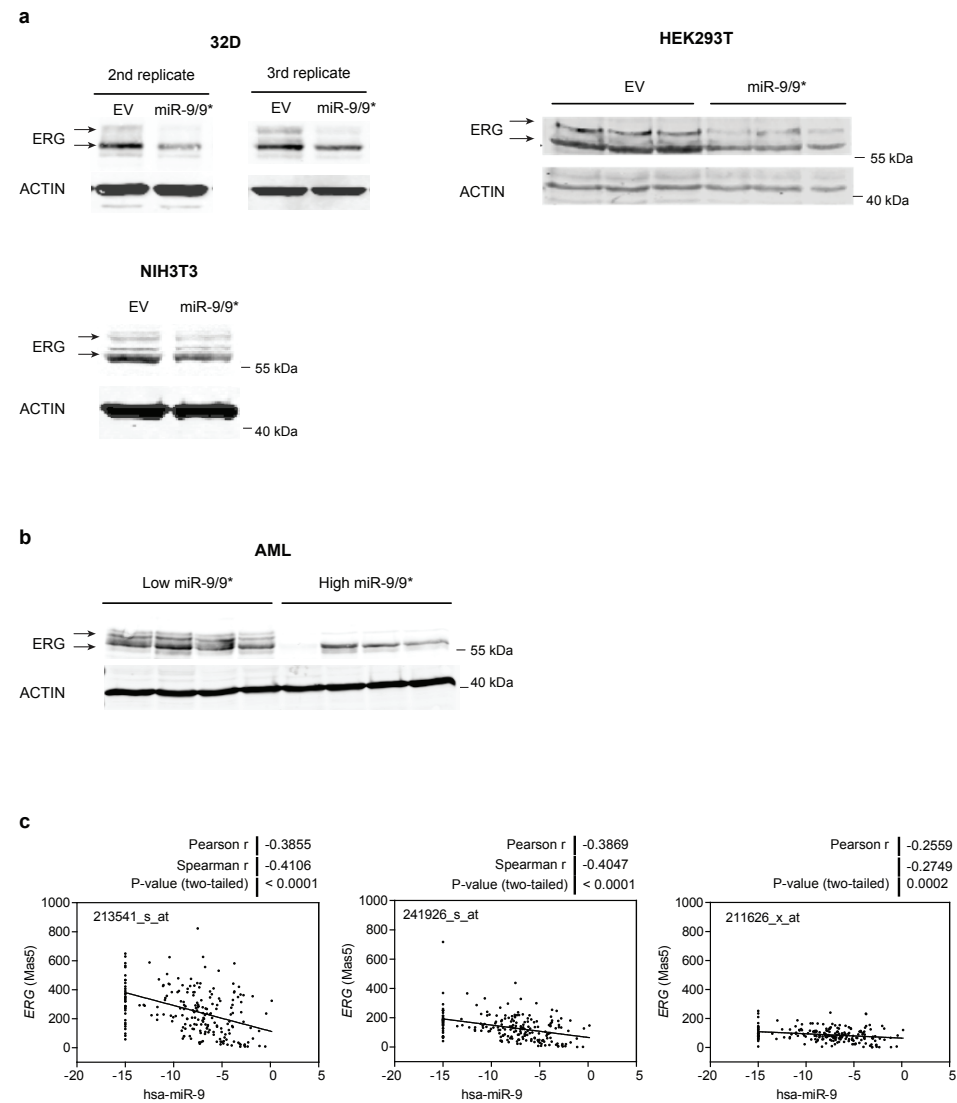 a
32D
2nd replicate
3rd replicate
EV miR-9/9*
EV miR-9/9*
ERG
ACTIN
HEK293T
EV
miR-9/9*
ERG
55 kDa
ACTIN
40 kDa
NIH3T3
EV miR-9/9*
ERG
55 kDa
ACTIN
40 kDa
b
AML
Low miR-9/9*
High miR-9/9*
ERG
55 kDa
ACTIN
40 kDa
c
Pearson r -0.3855
Spearman r -0.4106
P-value (two-tailed) < 0.0001
213541_s_at
ERG (Mas5)
1000
800
600
400
200
0
-20 -15 -10 -5 0 5
hsa-miR-9
Pearson r -0.3869
Spearman r -0.4047
P-value (two-tailed) < 0.0001
241926_s_at
ERG (Mas5)
1000
800
600
400
200
0
-20 -15 -10 -5 0 5
hsa-miR-9
Pearson r -0.2559
-0.2749
P-value (two-tailed) 0.0002
211626_x_at
ERG (Mas5)
1000
800
600
400
200
0
-20 -15 -10 -5 0 5
hsa-miR-9